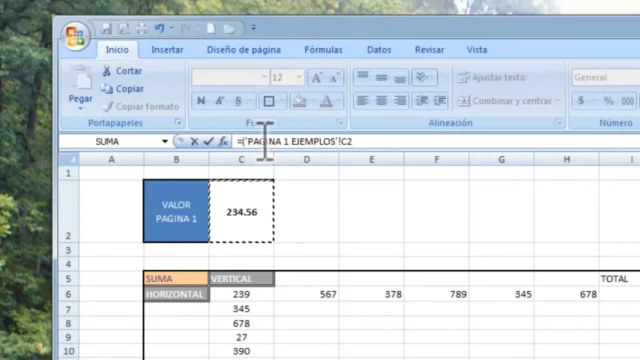 Inicio Insertar Diseño de página Fórmulas Datos Revisar Vista
Cortar
Copiar
Copiar formato
Pegar
12
A A
N K S
A
Ajustar texto
Combinar y centrar
General
$ % 000
Portapapeles
Alineación
Número
SUMA
fx =('PAGINA 1 EJEMPLOS'!C2
A B C D E F G H I
1
VALOR
PAGINA 1
234.56
2
3
4
5 SUMA VERTICAL TOTAL
6 HORIZONTAL 239 567 378 789 345 678
7 345
8 678
9 27
10 390